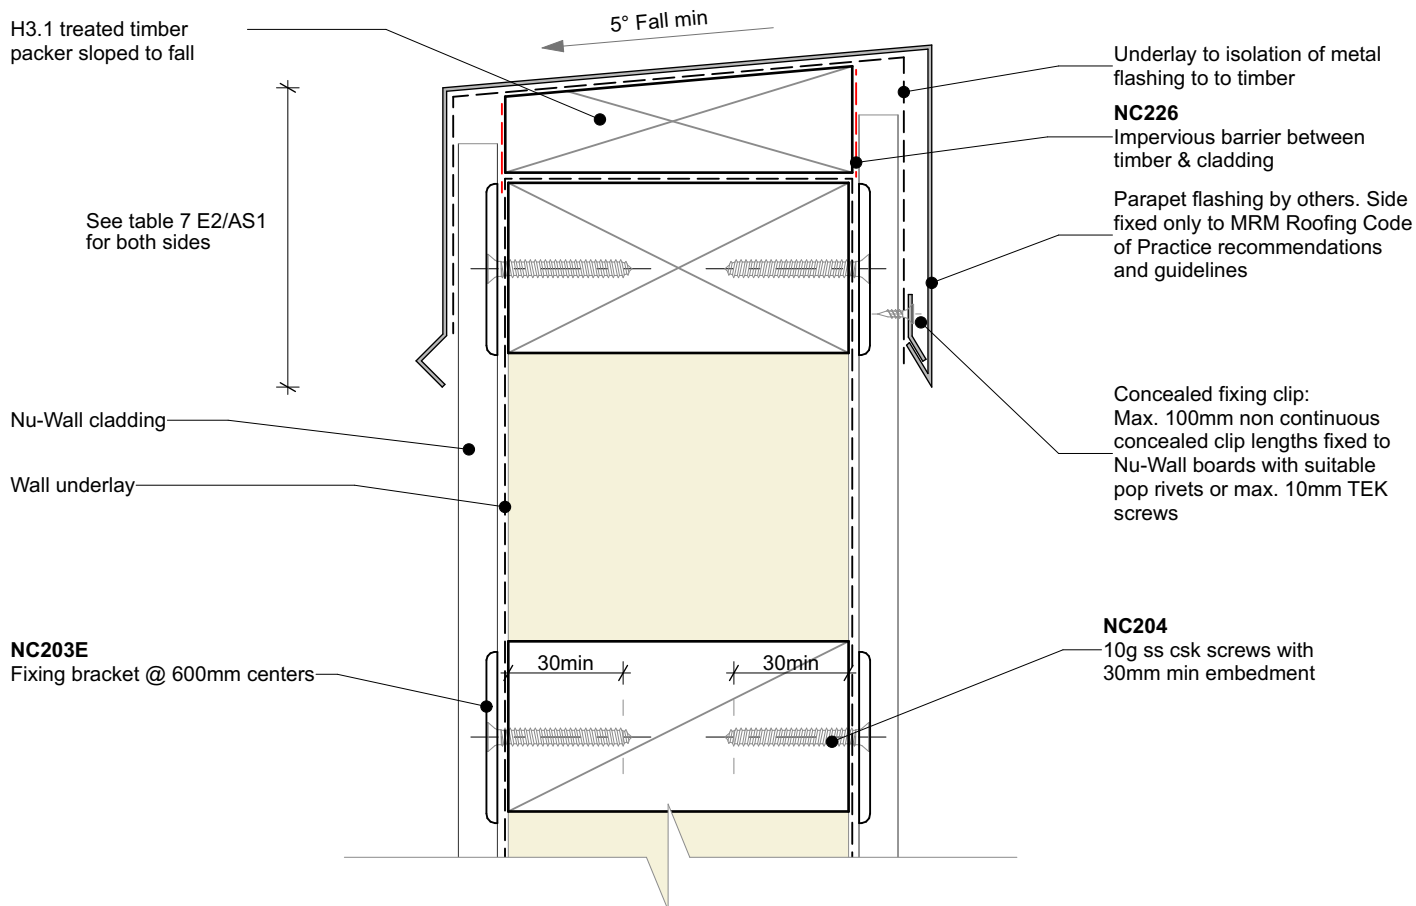 5° Fall min
H3.1 treated timber
packer sloped to fall
See table 7 E2/AS1
for both sides
Nu-Wall cladding
Wall underlay
NC203E
Fixing bracket @ 600mm centers
30min
30min
Underlay to isolation of metal
flashing to to timber
NC226
Impervious barrier between
timber & cladding
Parapet flashing by others. Side
fixed only to MRM Roofing Code
of Practice recommendations
and guidelines
Concealed fixing clip:
Max. 100mm non continuous
concealed clip lengths fixed to
Nu-Wall boards with suitable
pop rivets or max. 10mm TEK
screws
NC204
10g ss csk screws with
30mm min embedment